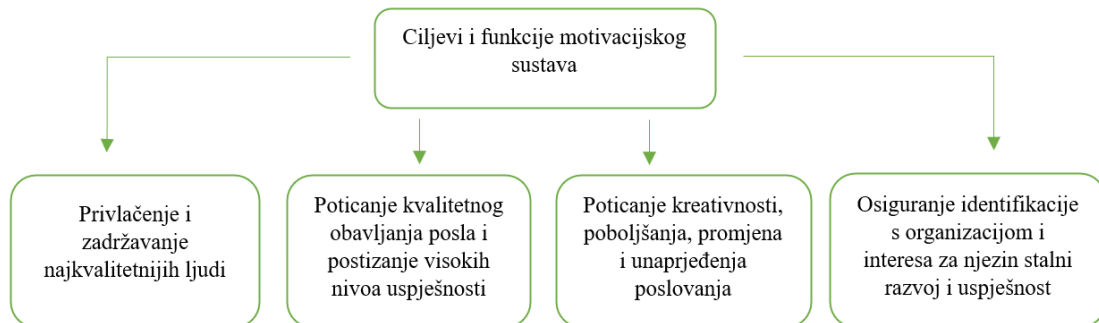 Ciljevi i funkcije motivacijskog
sustava
Privlačenje i
zadržavanje
najkvalitetnijih ljudi
Poticanje kvalitetnog
obavljanja posla i
postizanje visokih
nivoa uspješnosti
Poticanje kreativnosti,
poboljšanja, promjena
i unaprjeđenja
poslovanja
Osiguranje identifikacije
s organizacijom i
interesa za njezin stalni
razvoj i uspješnost